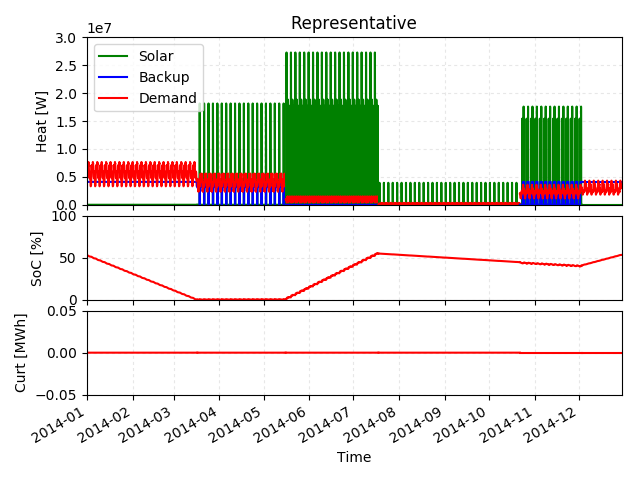 Representative
1e7
3.0
2.5
2.0
1.5
1.0
0.5
0.0
Heat [W]
Solar
Backup
Demand
100
50
0
SoC [%]
0.05
0.00
−0.05
Curt [MWh]
2014-01
2014-02
2014-03
2014-04
2014-05
2014-06
2014-07
2014-08
2014-09
2014-10
2014-11
2014-12
Time